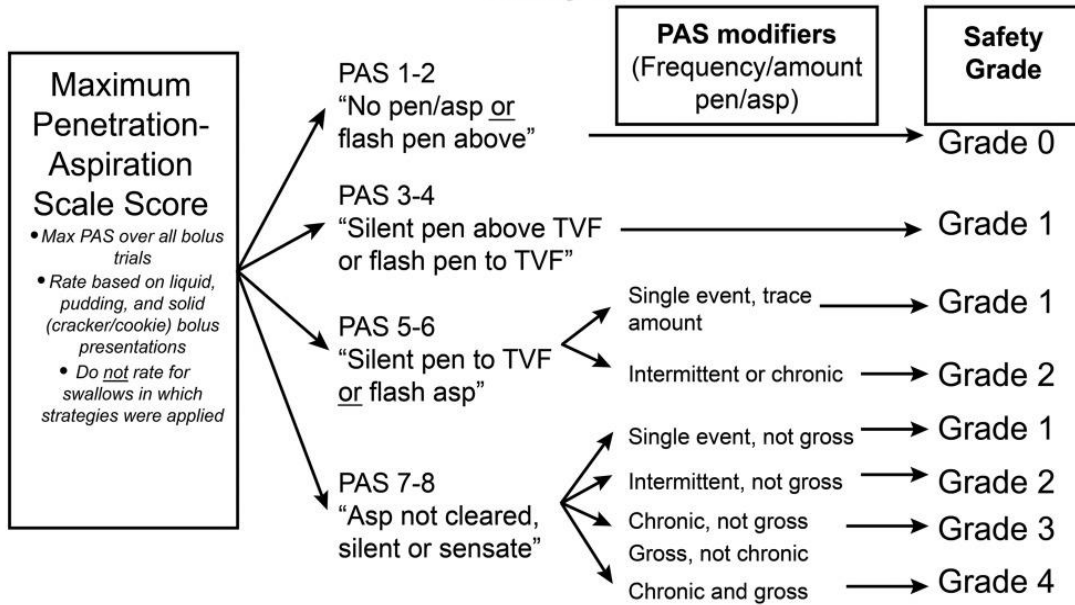 Maximum
Penetration-
Aspiration
Scale Score
• Max PAS over all bolus
trials
• Rate based on liquid,
pudding, and solid
(cracker/cookie) bolus
presentations
• Do not rate for
swallows in which
strategies were applied
PAS modifiers
(Frequency/amount
pen/asp)
Safety
Grade
PAS 1-2
“No pen/asp or
flash pen above”
Grade 0
PAS 3-4
“Silent pen above TVF
or flash pen to TVF”
Grade 1
PAS 5-6
“Silent pen to TVF
or flash asp”
Single event, trace
amount
Grade 1
Intermittent or chronic
Grade 2
PAS 7-8
“Asp not cleared,
silent or sensate”
Single event, not gross
Grade 1
Intermittent, not gross
Grade 2
Chronic, not gross
Grade 3
Gross, not chronic
Chronic and gross
Grade 4